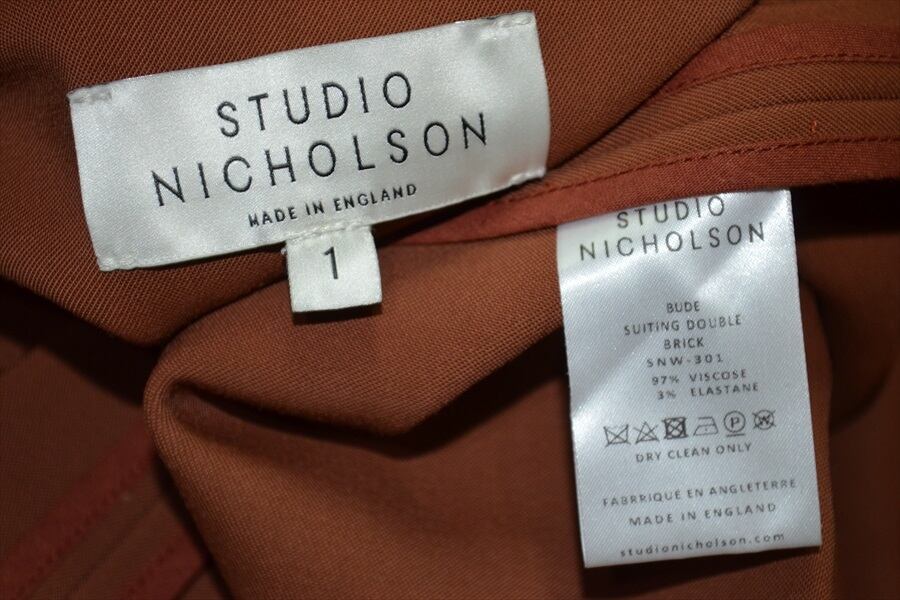 STUDIO
NICHOLSON
MADE IN ENGLAND
1
STUDIO
NICHOLSON
BUDE
SUITING DOUBLE
BRICK
SNW-301
97% VISCOSE
3% ELASTANE
P
DRY CLEAN ONLY
FABRRIQUÉ EN ANGLETERRE
MADE IN ENGLAND
studionicholson.com